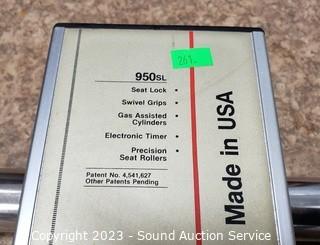 261.
950SL
Seat Lock •
Swivel Grips •
Gas Assisted •
Cylinders
Electronic Timer •
Precision •
Seat Rollers
Patent No. 4,541,627
Other Patents Pending
Made in USA
Copyright 2023 - Sound Auction Service